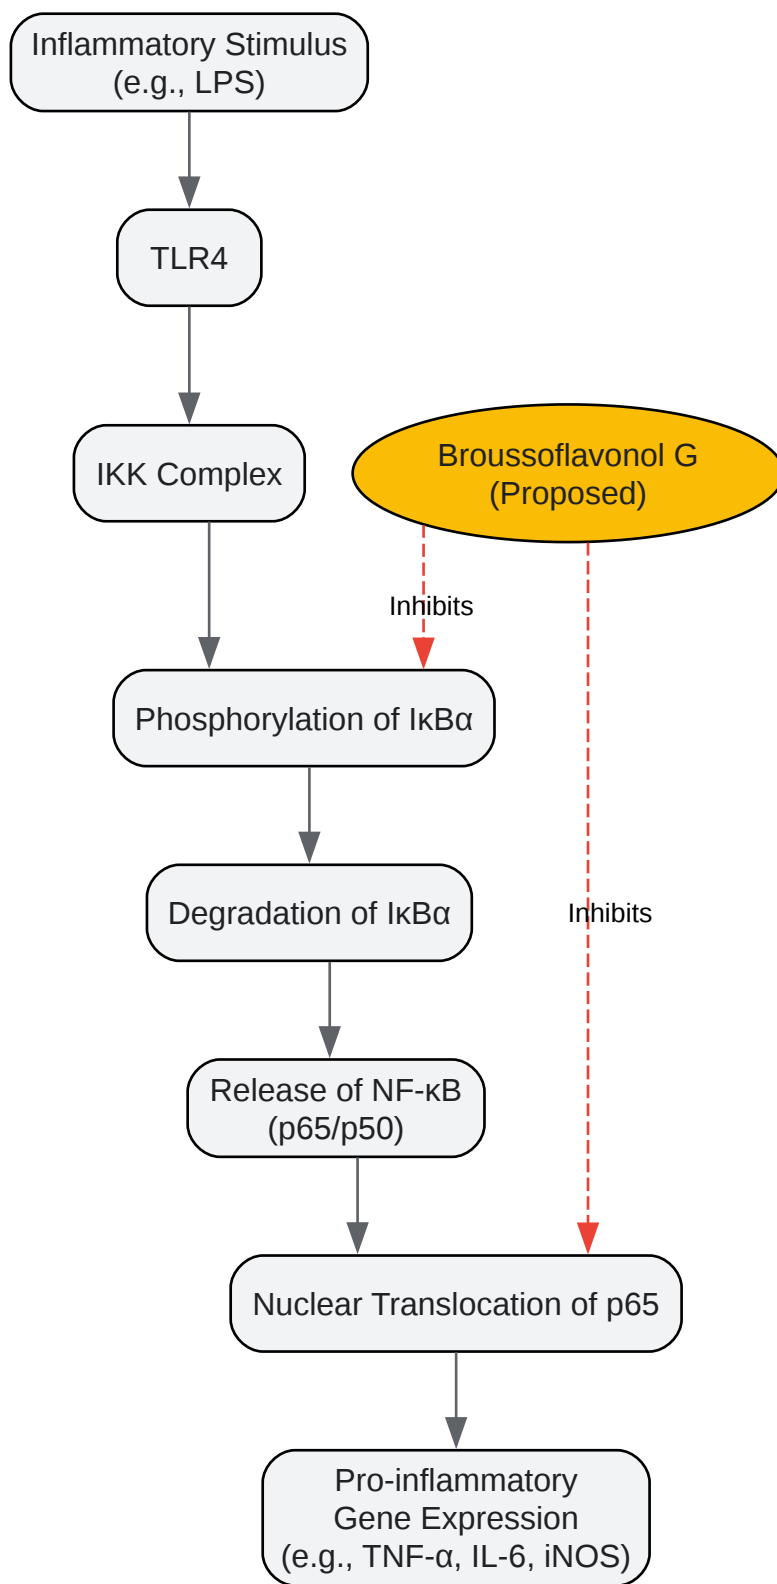 Inflammatory Stimulus
(e.g., LPS)
TLR4
IKK Complex
Broussoflavonol G
(Proposed)
Inhibits
Phosphorylation of IκBα
Degradation of IκBα
Inhibits
Release of NF-κB
(p65/p50)
Nuclear Translocation of p65
Pro-inflammatory
Gene Expression
(e.g., TNF-α, IL-6, iNOS)